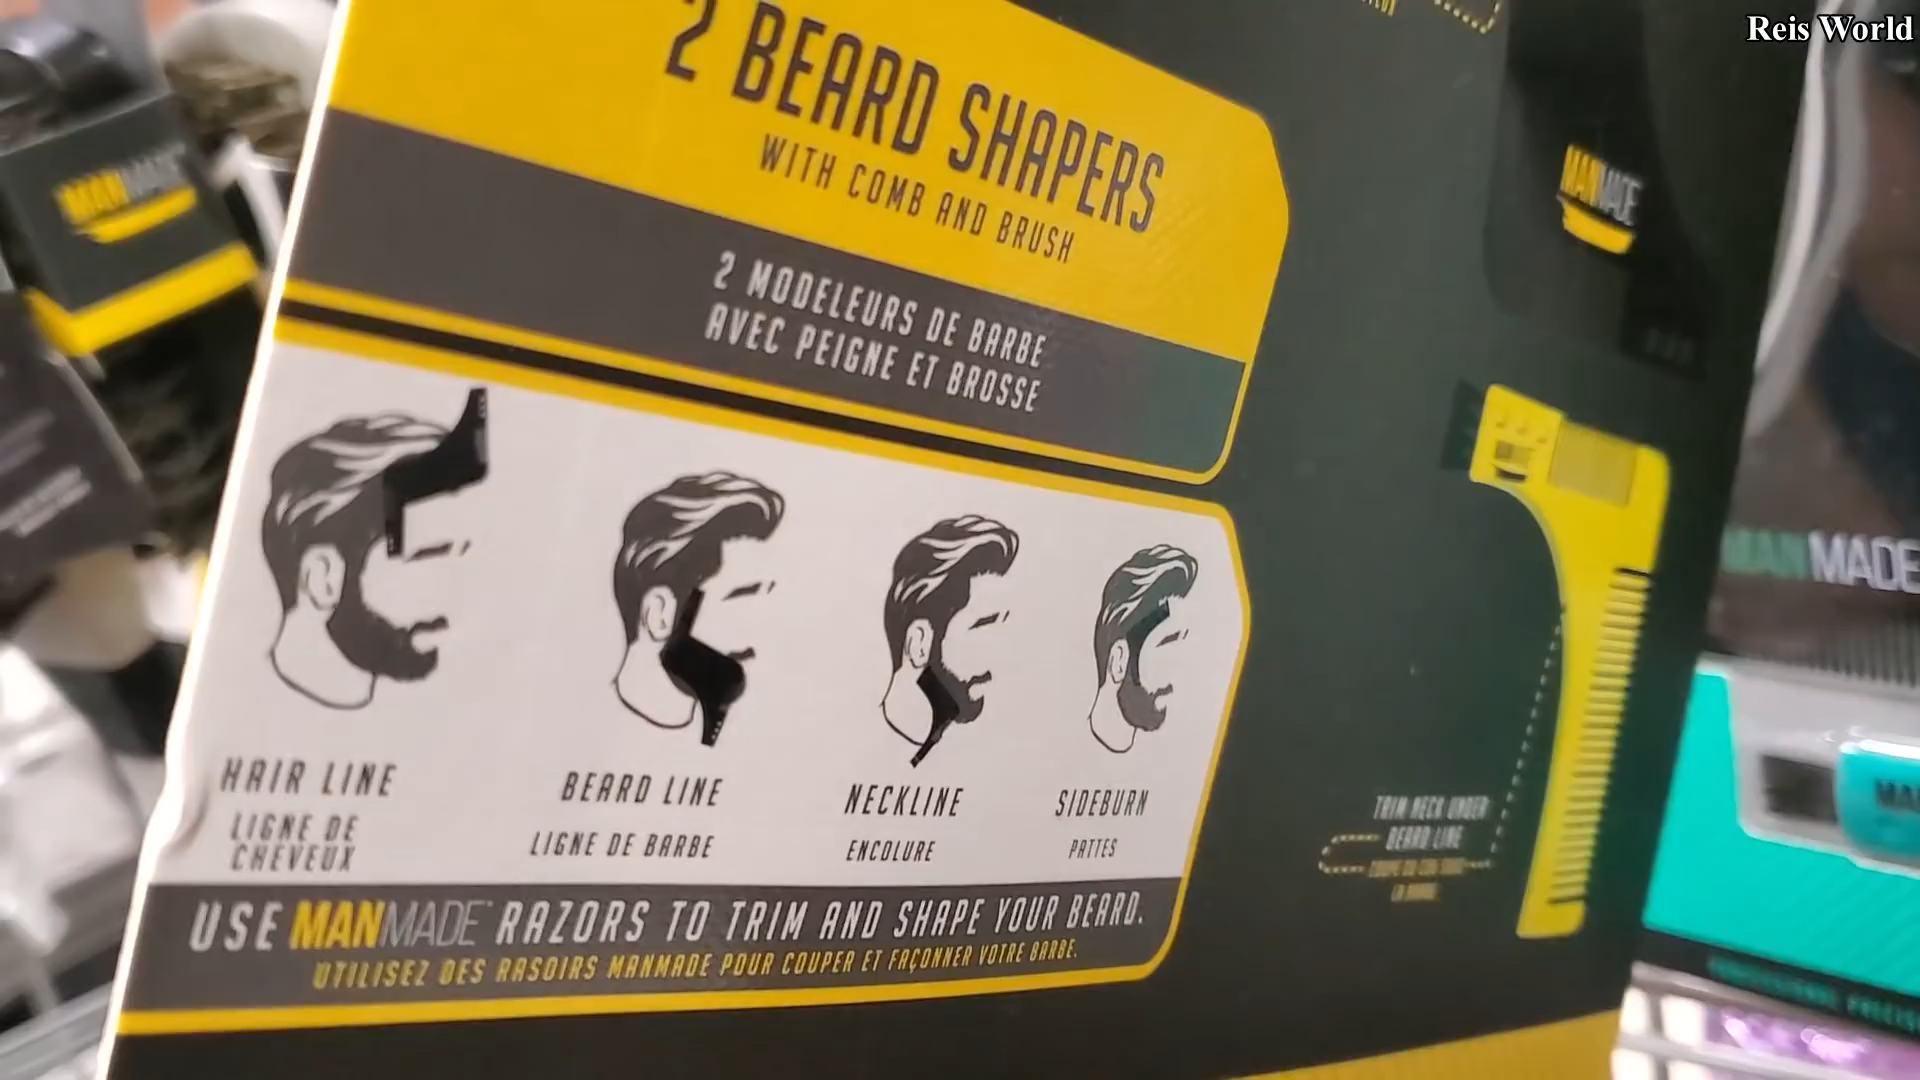 Reis World
2 BEARD SHAPERS
WITH COMB AND BRUSH
2 MODELEURS DE BARBE
AVEC PEIGNE ET BROSSE
HAIR LINE
LIGNE DE
CHEVEUX
BEARD LINE
LIGNE DE BARBE
NECKLINE
ENCOLURE
SIDEBURN
PATTES
USE MANMADE™ RAZORS TO TRIM AND SHAPE YOUR BEARD.
UTILISEZ DES RASOIRS MANMADE POUR COUPER ET FAÇONNER VOTRE BARBE.
MANMADE
TRIM NECK UNDER
BEARD LINE
MANMADE
MANMADE